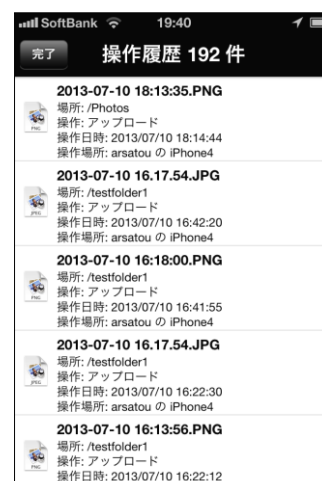 SoftBank 19:40
完了 操作履歴 192 件
2013-07-10 18:13:35.PNG
場所: /Photos
操作: アップロード
操作日時: 2013/07/10 18:14:44
操作場所: arsatou の iPhone4
PNG
2013-07-10 16.17.54.JPG
場所: /testfolder1
操作: アップロード
操作日時: 2013/07/10 16:42:20
操作場所: arsatou の iPhone4
JPEG
2013-07-10 16:18:00.PNG
場所: /testfolder1
操作: アップロード
操作日時: 2013/07/10 16:41:55
操作場所: arsatou の iPhone4
PNG
2013-07-10 16.17.54.JPG
場所: /testfolder1
操作: アップロード
操作日時: 2013/07/10 16:22:30
操作場所: arsatou の iPhone4
JPEG
2013-07-10 16:13:56.PNG
場所: /testfolder1
操作: アップロード
操作日時: 2013/07/10 16:22:12
PNG